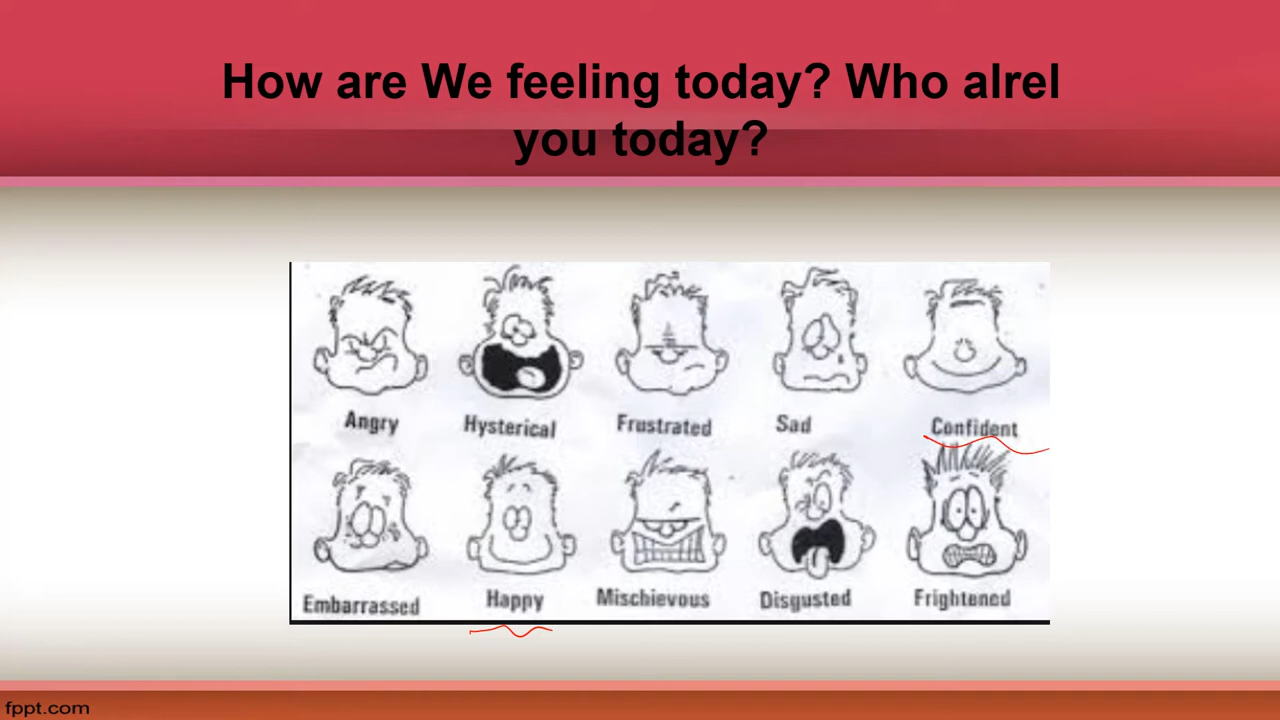 How are We feeling today? Who alrel
you today?
Angry Hysterical Frustrated Sad Confident
Embarrassed Happy Mischievous Disgusted Frightened
fppt.com